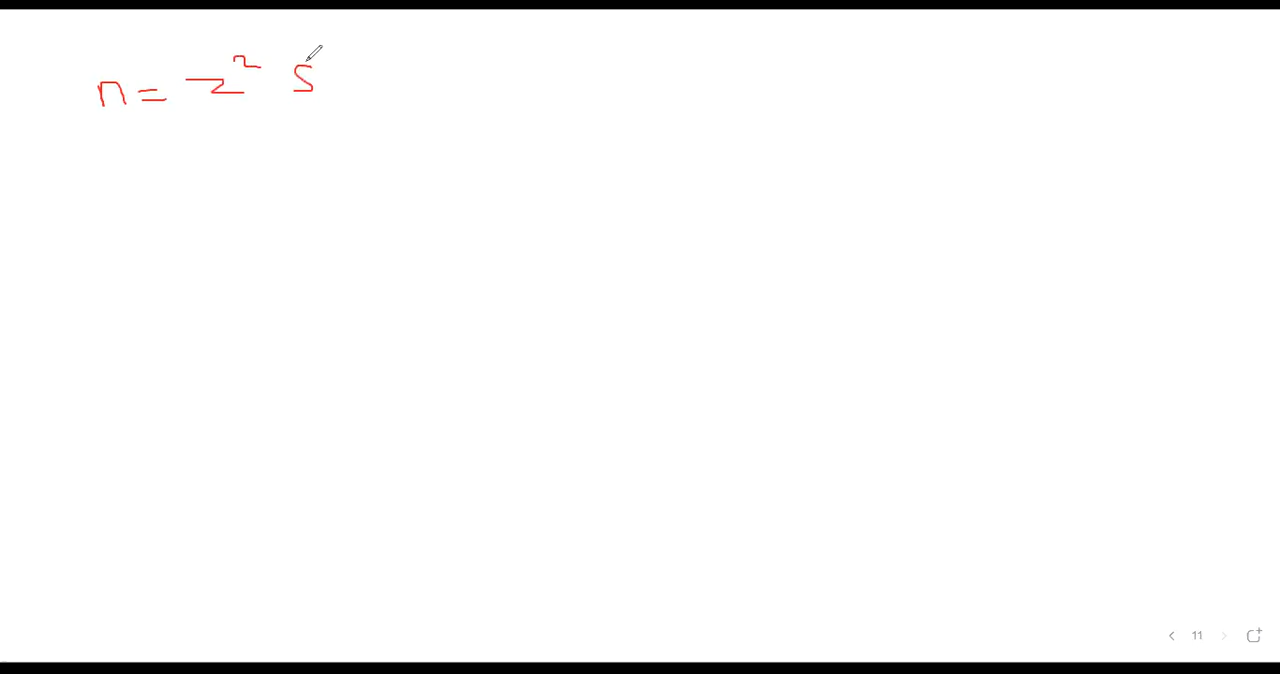 n = z² s
11